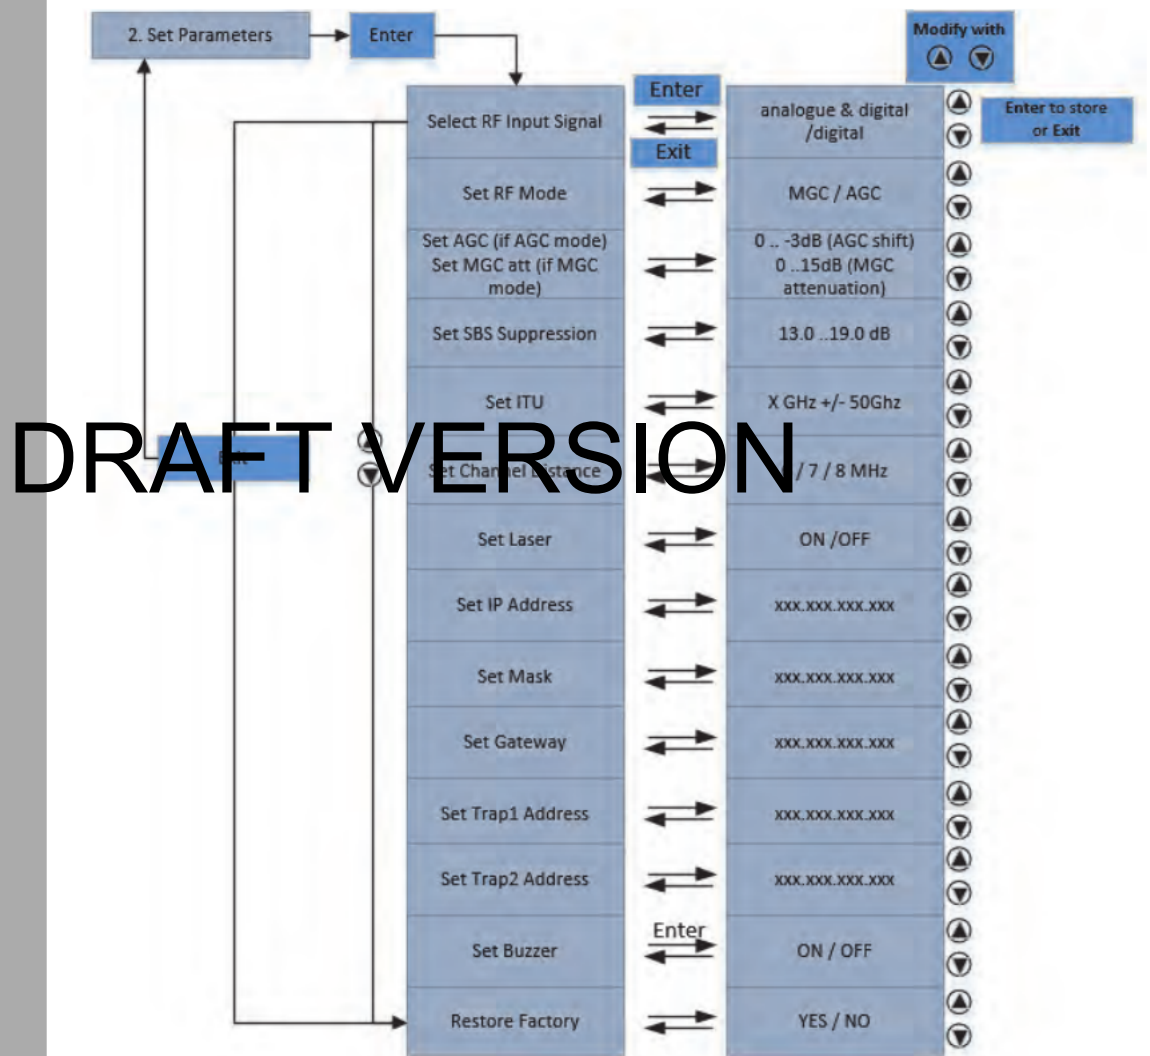 2. Set Parameters
Enter
Modify with
Select RF Input Signal
Enter
Exit
analogue & digital
/digital
Enter to store
or Exit
Set RF Mode
MGC / AGC
Set AGC (if AGC mode)
Set MGC att (if MGC
mode)
0 .. -3dB (AGC shift)
0 ..15dB (MGC
attenuation)
Set SBS Suppression
13.0 ..19.0 dB
Set ITU
X GHz +/- 50Ghz
DRAFT VERSION
Exit
Set Channel Distance
/ 7 / 8 MHz
Set Laser
ON /OFF
Set IP Address
xxx.xxx.xxx.xxx
Set Mask
xxx.xxx.xxx.xxx
Set Gateway
xxx.xxx.xxx.xxx
Set Trap1 Address
xxx.xxx.xxx.xxx
Set Trap2 Address
xxx.xxx.xxx.xxx
Set Buzzer
Enter
ON / OFF
Restore Factory
YES / NO